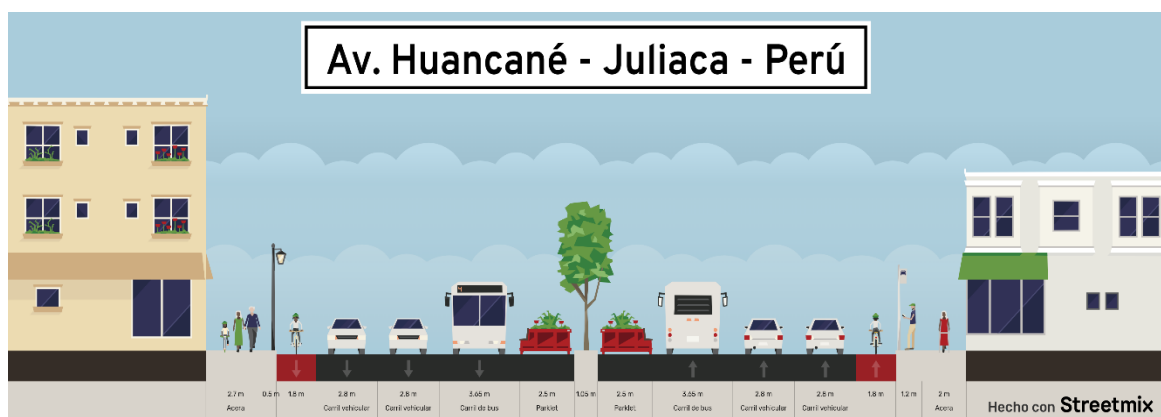 Av. Huancané - Juliaca - Perú
2.7 m 0.5 m 1.8 m 2.8 m 2.8 m 3.65 m 2.5 m 1.05 m 2.5 m 3.65 m 2.8 m 2.8 m 1.8 m 1.2 m 2 m
Acera Carril vehicular Carril vehicular Carril de bus Parklet Parklet Carril de bus Carril vehicular Carril vehicular Acera
Hecho con Streetmix